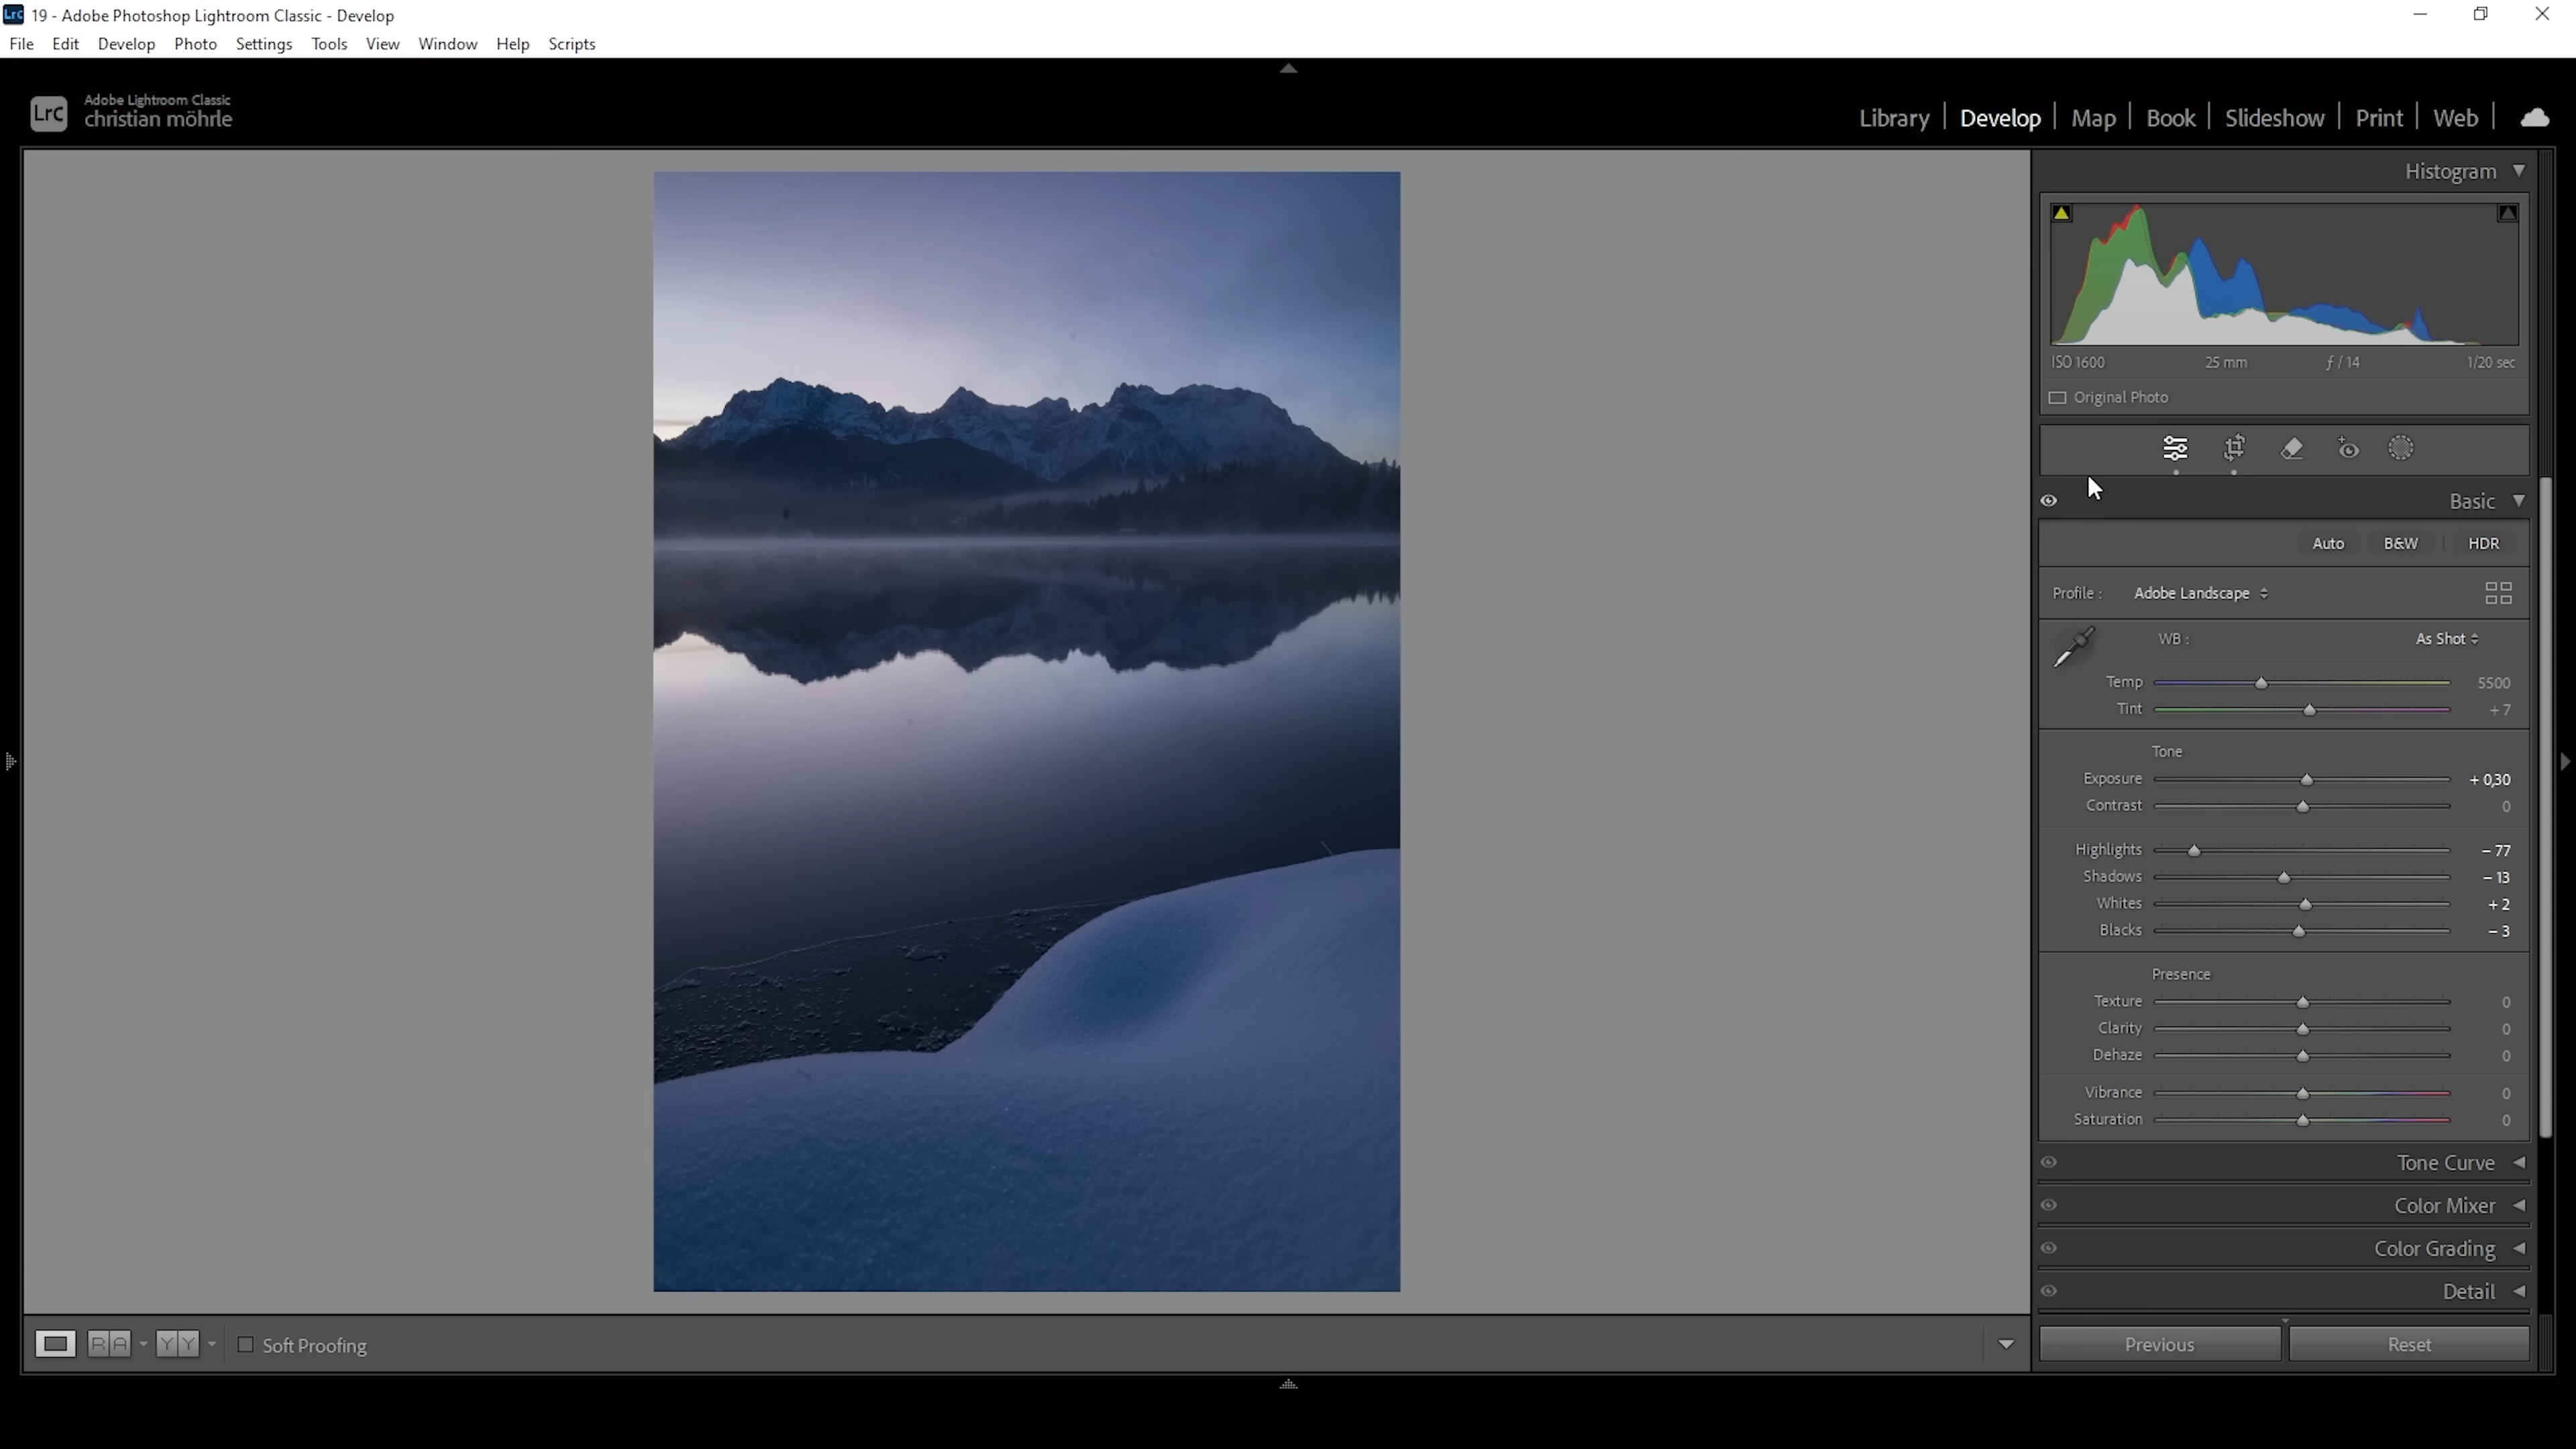 Lrc 19 - Adobe Photoshop Lightroom Classic - Develop
File Edit Develop Photo Settings Tools View Window Help Scripts
Lrc Adobe Lightroom Classic
christian möhrle
Library | Develop | Map | Book | Slideshow | Print | Web |
Histogram
ISO 1600 25 mm ƒ / 14 1/20 sec
Original Photo
Basic
Auto B&W HDR
Profile : Adobe Landscape
WB : As Shot
Temp 5500
Tint + 7
Tone
Exposure + 0,30
Contrast 0
Highlights − 77
Shadows − 13
Whites + 2
Blacks − 3
Presence
Texture 0
Clarity 0
Dehaze 0
Vibrance 0
Saturation 0
Tone Curve
Color Mixer
Color Grading
Detail
R A Y Y Soft Proofing
Previous Reset